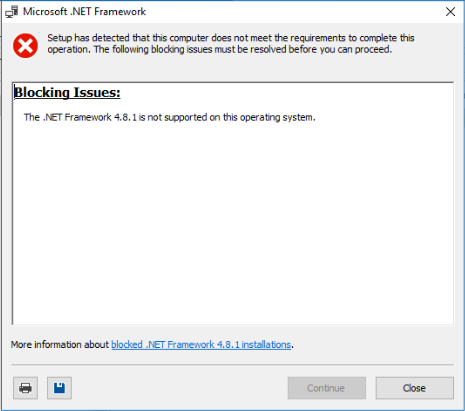 Microsoft .NET Framework
Setup has detected that this computer does not meet the requirements to complete this
operation. The following blocking issues must be resolved before you can proceed.
Blocking Issues:
The .NET Framework 4.8.1 is not supported on this operating system.
More information about blocked .NET Framework 4.8.1 installations.
Continue
Close